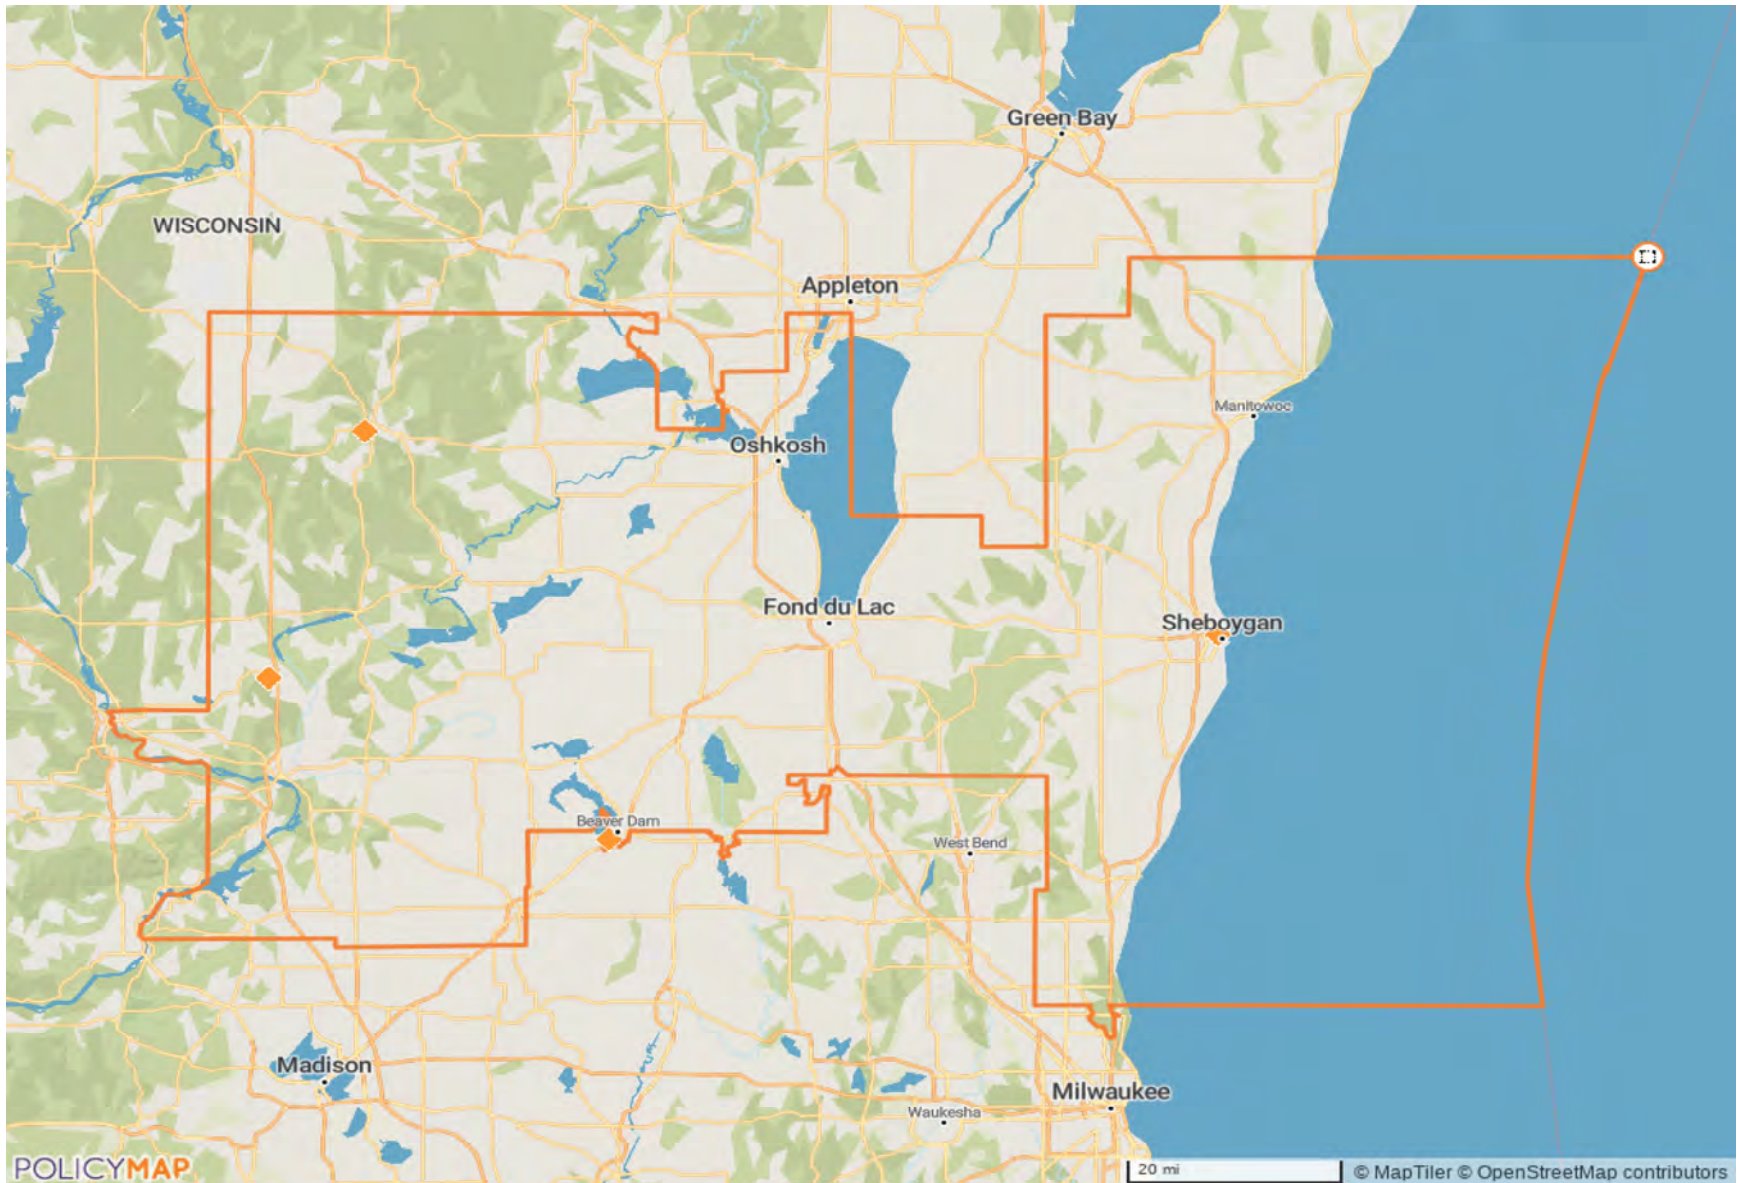 Green Bay
WISCONSIN
Appleton
Manitowoc
Oshkosh
Fond du Lac
Sheboygan
Beaver Dam
West Bend
Madison
Milwaukee
Waukesha
POLICYMAP
20 mi
© MapTiler © OpenStreetMap contributors